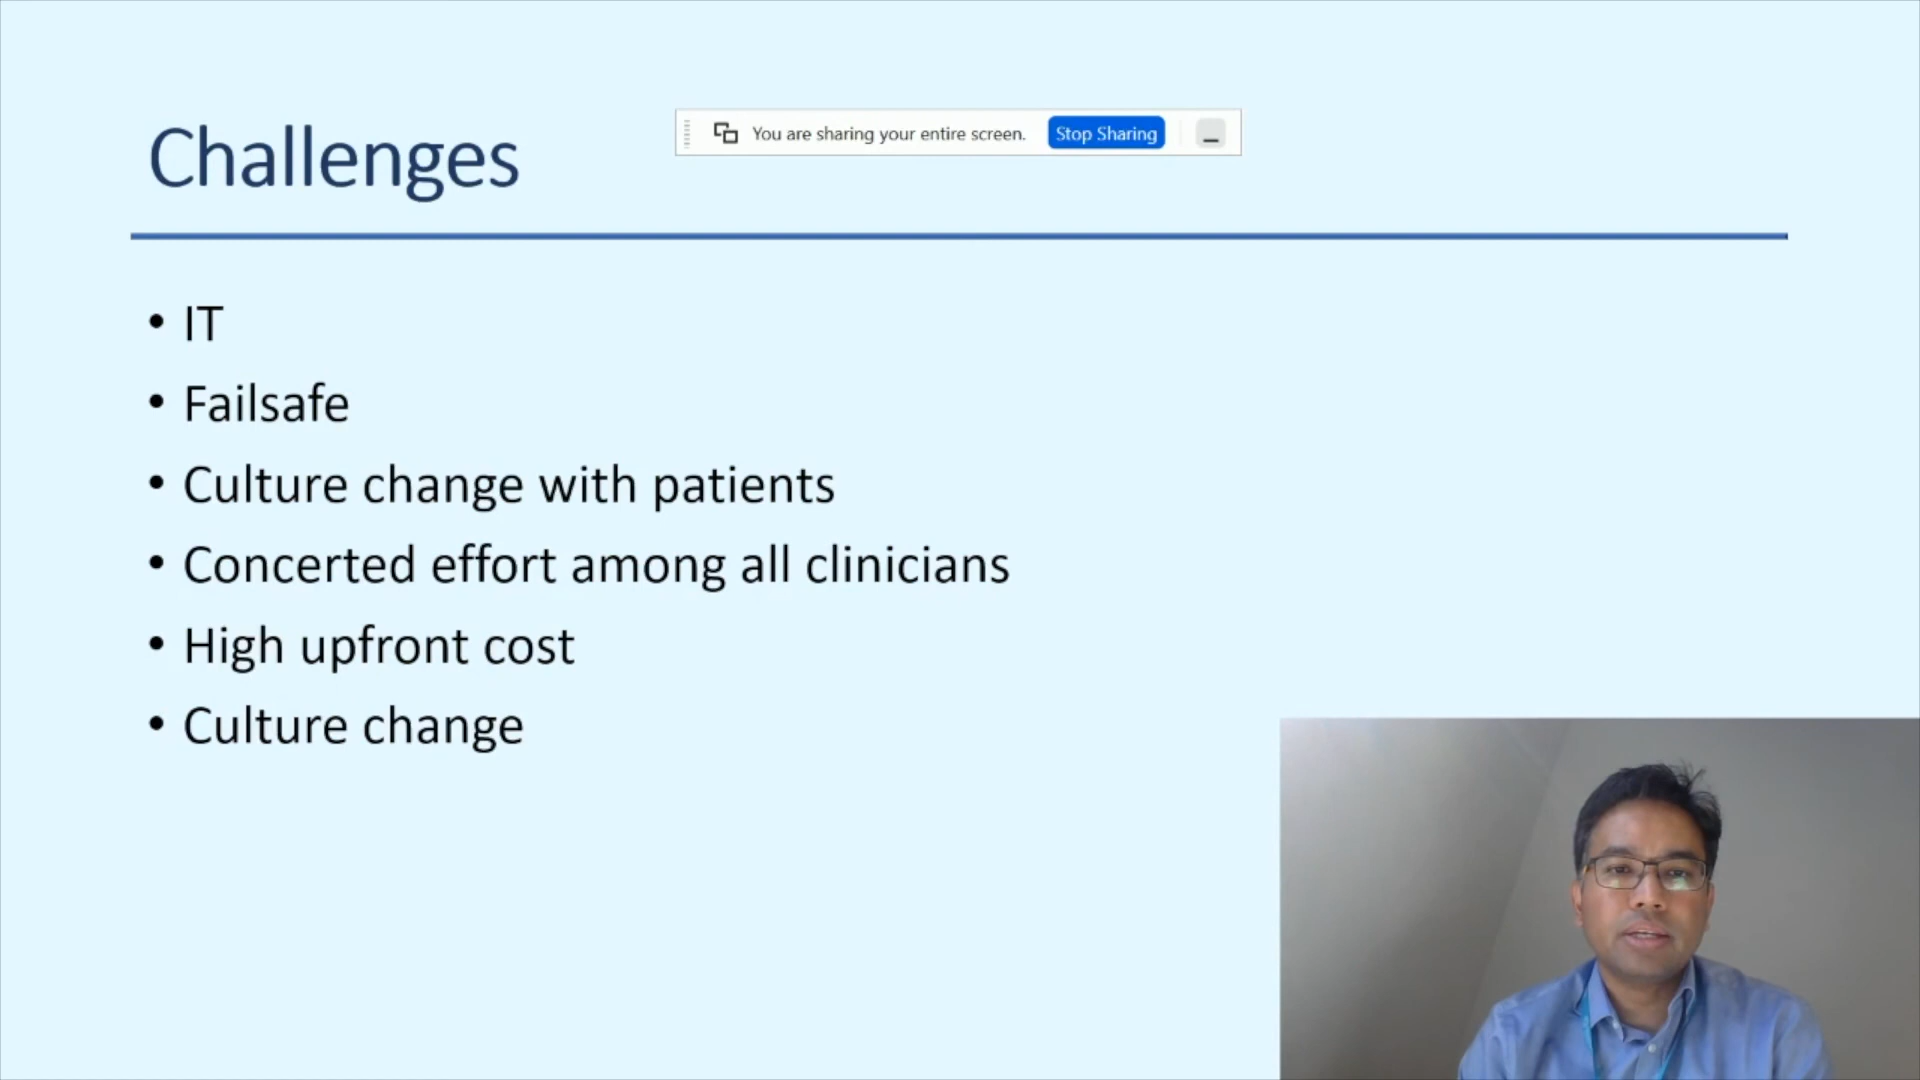 Challenges
You are sharing your entire screen. Stop Sharing
• IT
• Failsafe
• Culture change with patients
• Concerted effort among all clinicians
• High upfront cost
• Culture change